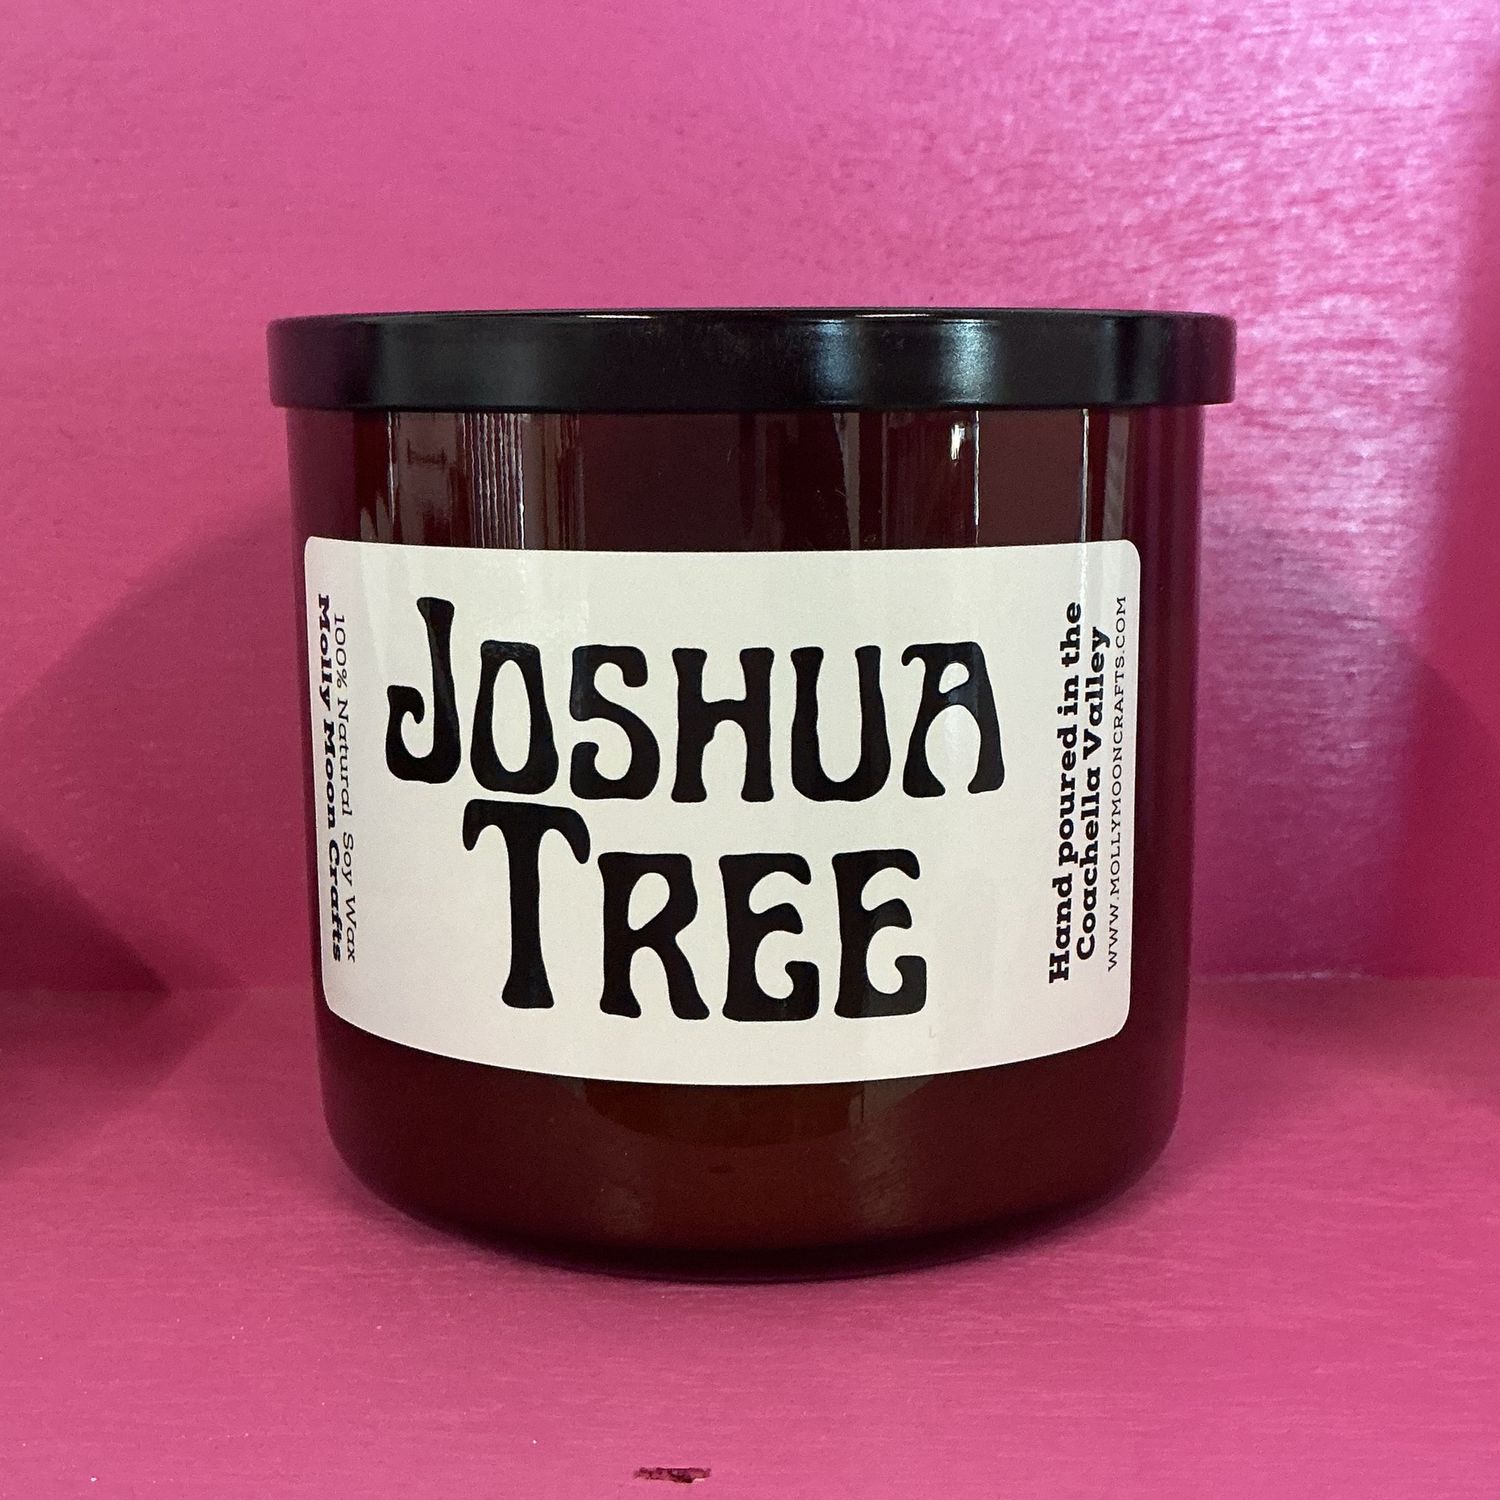 JOSHUA
TREE
100% Natural Soy Wax
Molly Moon Crafts
Hand poured in the
Coachella Valley
WWW.MOLLYMOONCRAFTS.COM